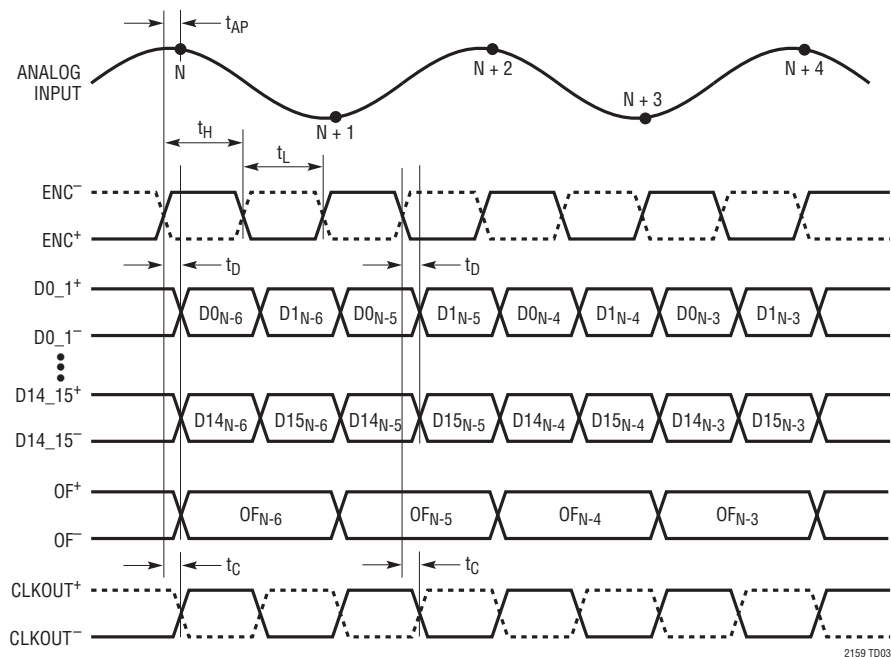 t_AP
ANALOG
INPUT
N
N + 1
N + 2
N + 3
N + 4
t_H
t_L
ENC⁻
ENC⁺
t_D
t_D
D0_1⁺
D0_1⁻
D0_N-6 D1_N-6 D0_N-5 D1_N-5 D0_N-4 D1_N-4 D0_N-3 D1_N-3
D14_15⁺
D14_15⁻
D14_N-6 D15_N-6 D14_N-5 D15_N-5 D14_N-4 D15_N-4 D14_N-3 D15_N-3
OF⁺
OF⁻
OF_N-6 OF_N-5 OF_N-4 OF_N-3
t_C
t_C
CLKOUT⁺
CLKOUT⁻
2159 TD03